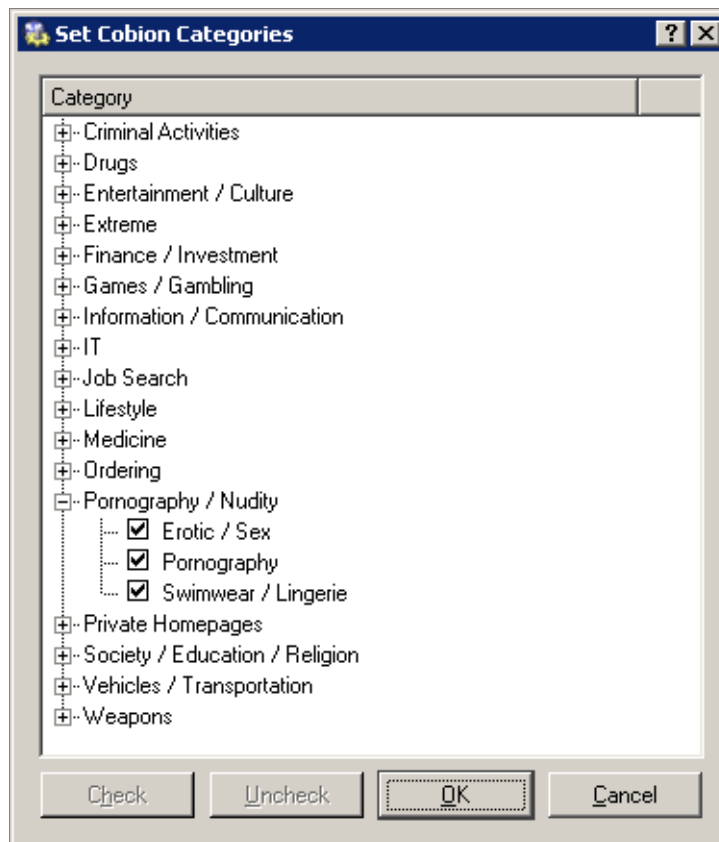 Set Cobion Categories
Category
Criminal Activities
Drugs
Entertainment / Culture
Extreme
Finance / Investment
Games / Gambling
Information / Communication
IT
Job Search
Lifestyle
Medicine
Ordering
Pornography / Nudity
Erotic / Sex
Pornography
Swimwear / Lingerie
Private Homepages
Society / Education / Religion
Vehicles / Transportation
Weapons
Check Uncheck OK Cancel